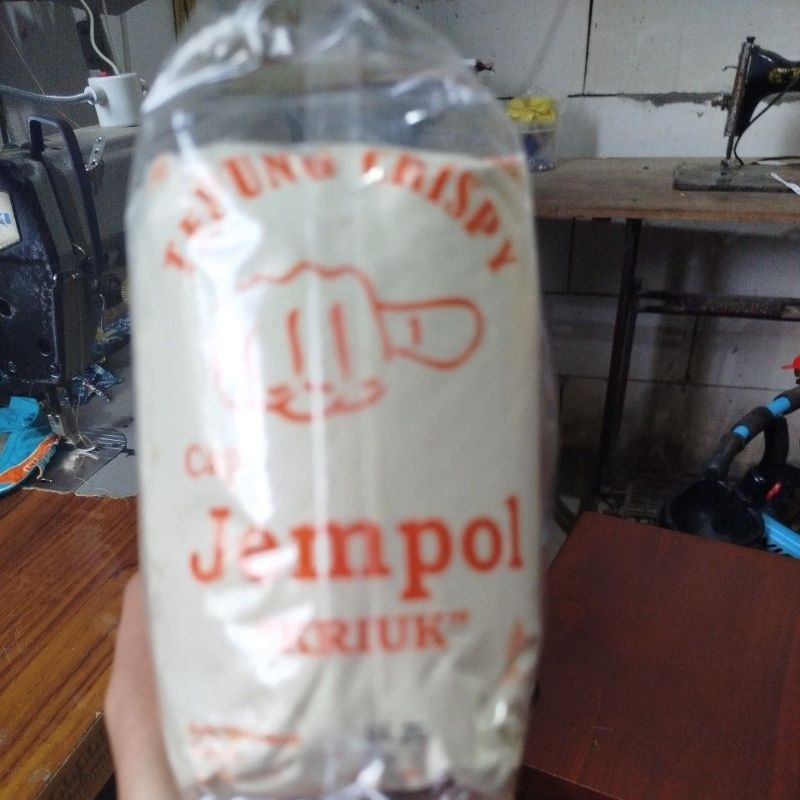 TEPUNG CRISPY
Cap
Jempol
"KRIUK"